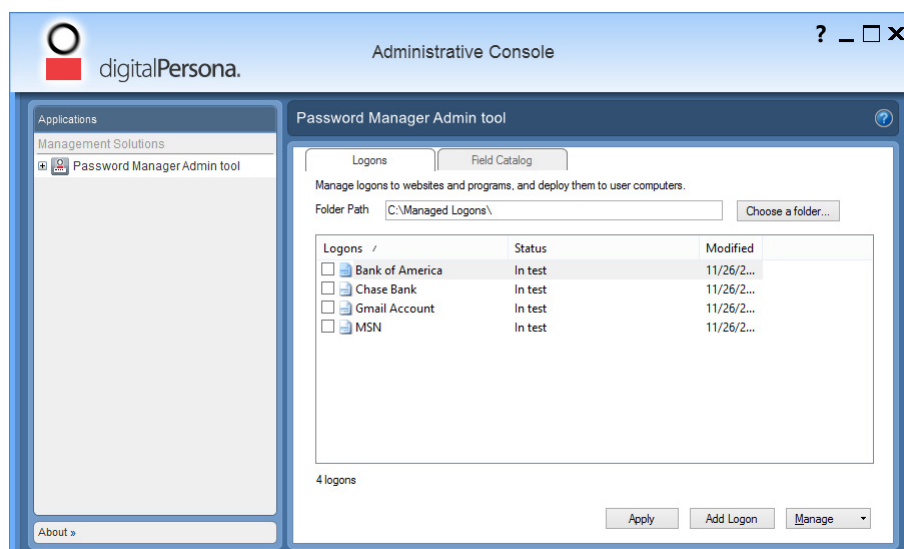 digitalPersona.
Administrative Console
?
Applications
Management Solutions
Password Manager Admin tool
About »
Password Manager Admin tool
?
Logons
Field Catalog
Manage logons to websites and programs, and deploy them to user computers.
Folder Path C:\Managed Logons\ Choose a folder...
Logons Status Modified
Bank of America In test 11/26/2...
Chase Bank In test 11/26/2...
Gmail Account In test 11/26/2...
MSN In test 11/26/2...
4 logons
Apply Add Logon Manage